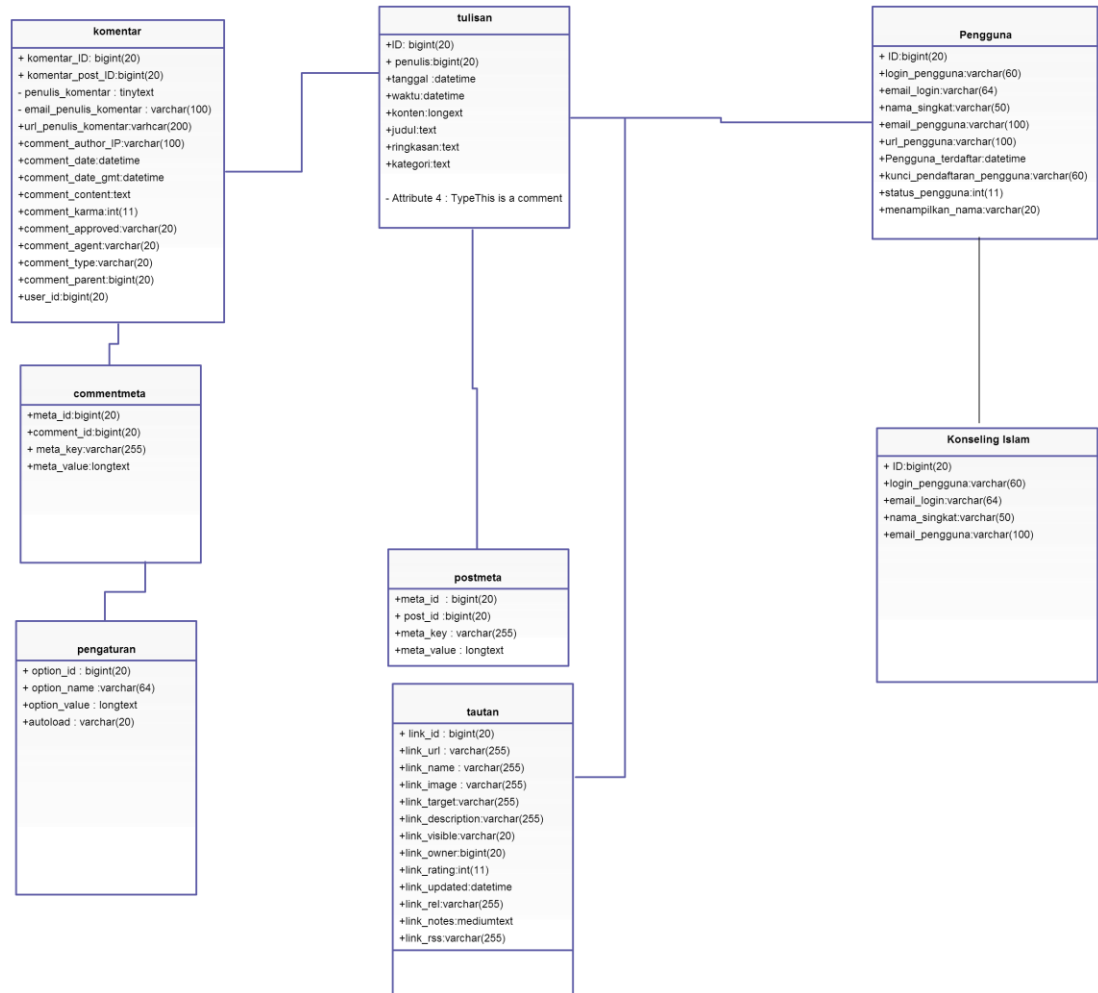 komentar
+ komentar_ID: bigint(20)
+ komentar_post_ID:bigint(20)
- penulis_komentar : tinytext
- email_penulis_komentar : varchar(100)
+url_penulis_komentar:varhcar(200)
+comment_author_IP:varchar(100)
+comment_date:datetime
+comment_date_gmt:datetime
+comment_content:text
+comment_karma:int(11)
+comment_approved:varchar(20)
+comment_agent:varchar(20)
+comment_type:varchar(20)
+comment_parent:bigint(20)
+user_id:bigint(20)
tulisan
+ID: bigint(20)
+ penulis:bigint(20)
+tanggal :datetime
+waktu:datetime
+konten:longext
+judul:text
+ringkasan:text
+kategori:text
- Attribute 4 : TypeThis is a comment
Pengguna
+ ID:bigint(20)
+login_pengguna:varchar(60)
+email_login:varchar(64)
+nama_singkat:varchar(50)
+email_pengguna:varchar(100)
+url_pengguna:varchar(100)
+Pengguna_terdaftar:datetime
+kunci_pendaftaran_pengguna:varchar(60)
+status_pengguna:int(11)
+menampilkan_nama:varchar(20)
commentmeta
+meta_id:bigint(20)
+comment_id:bigint(20)
+ meta_key:varchar(255)
+meta_value:longtext
Konseling Islam
+ ID:bigint(20)
+login_pengguna:varchar(60)
+email_login:varchar(64)
+nama_singkat:varchar(50)
+email_pengguna:varchar(100)
postmeta
+meta_id : bigint(20)
+ post_id :bigint(20)
+meta_key : varchar(255)
+meta_value : longtext
pengaturan
+ option_id : bigint(20)
+ option_name :varchar(64)
+option_value : longtext
+autoload : varchar(20)
tautan
+ link_id : bigint(20)
+link_url : varchar(255)
+link_name : varchar(255)
+link_image : varchar(255)
+link_target:varchar(255)
+link_description:varchar(255)
+link_visible:varchar(20)
+link_owner:bigint(20)
+link_rating:int(11)
+link_updated:datetime
+link_rel:varchar(255)
+link_notes:mediumtext
+link_rss:varchar(255)